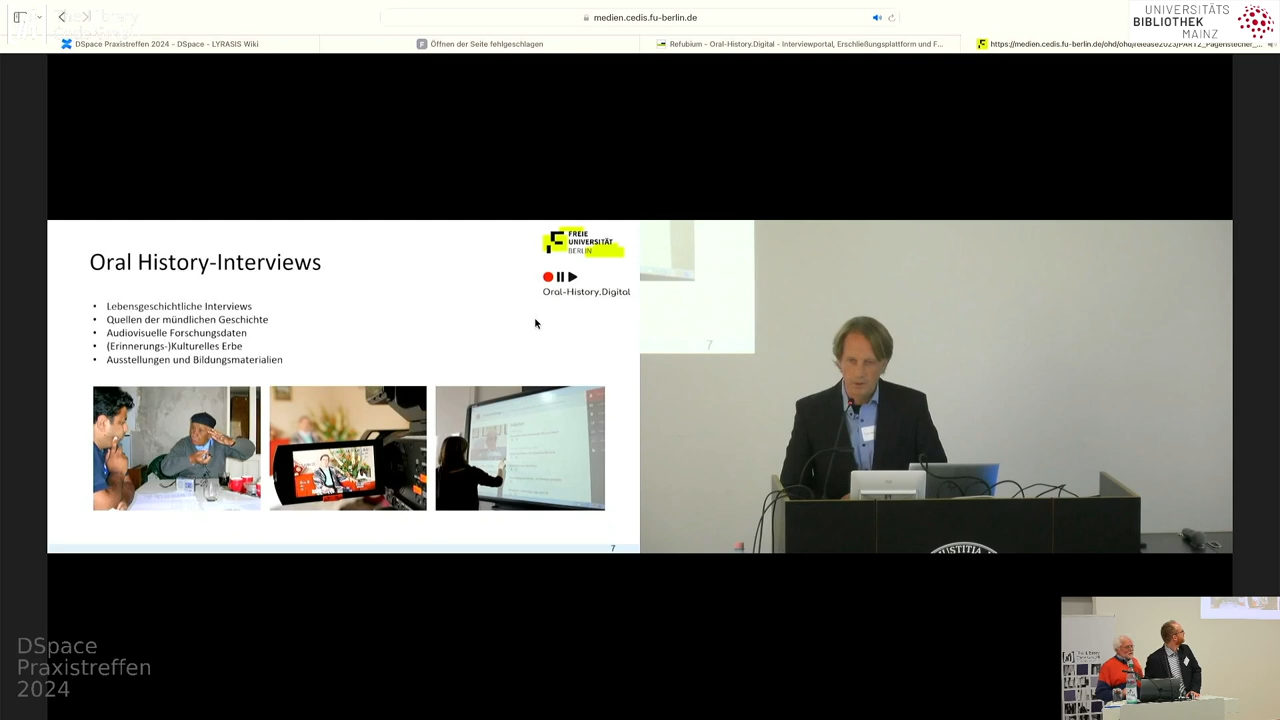 medien.cedis.fu-berlin.de
DSpace Praxistreffen 2024 - DSpace - LYRASIS Wiki
Öffnen der Seite fehlgeschlagen
Refubium - Oral-History.Digital - Interviewportal, Erschließungsplattform und F...
UNIVERSITÄTS
BIBLIOTHEK
MAINZ
Oral History-Interviews
FREIE
UNIVERSITÄT
BERLIN
Oral-History.Digital
• Lebensgeschichtliche Interviews
• Quellen der mündlichen Geschichte
• Audiovisuelle Forschungsdaten
• (Erinnerungs-)Kulturelles Erbe
• Ausstellungen und Bildungsmaterialien
7
7
JUSTITIA
DSpace
Praxistreffen
2024